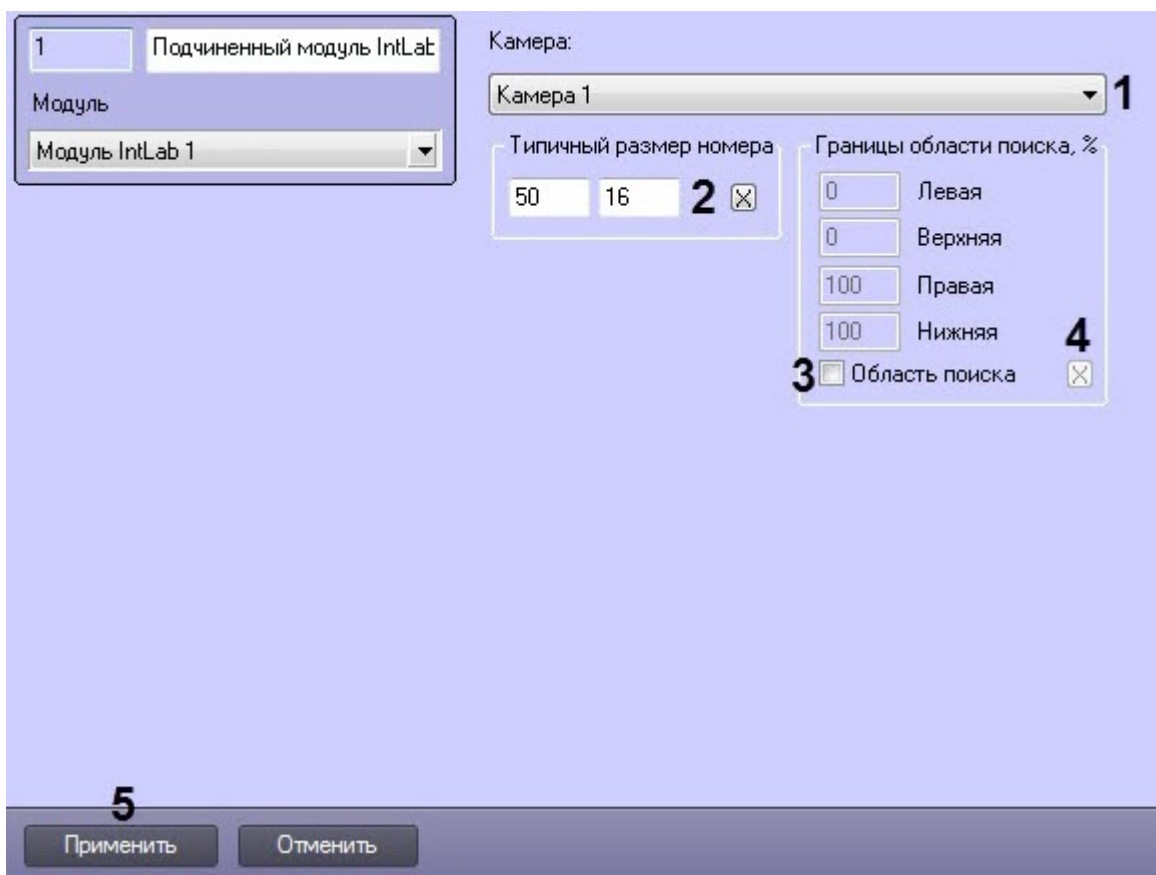 1
Подчиненный модуль IntLab
Модуль
Модуль IntLab 1
Камера:
Камера 1
1
Типичный размер номера
50 16 2
Границы области поиска, %
0 Левая
0 Верхняя
100 Правая
100 Нижняя
4
3 Область поиска
5
Применить Отменить